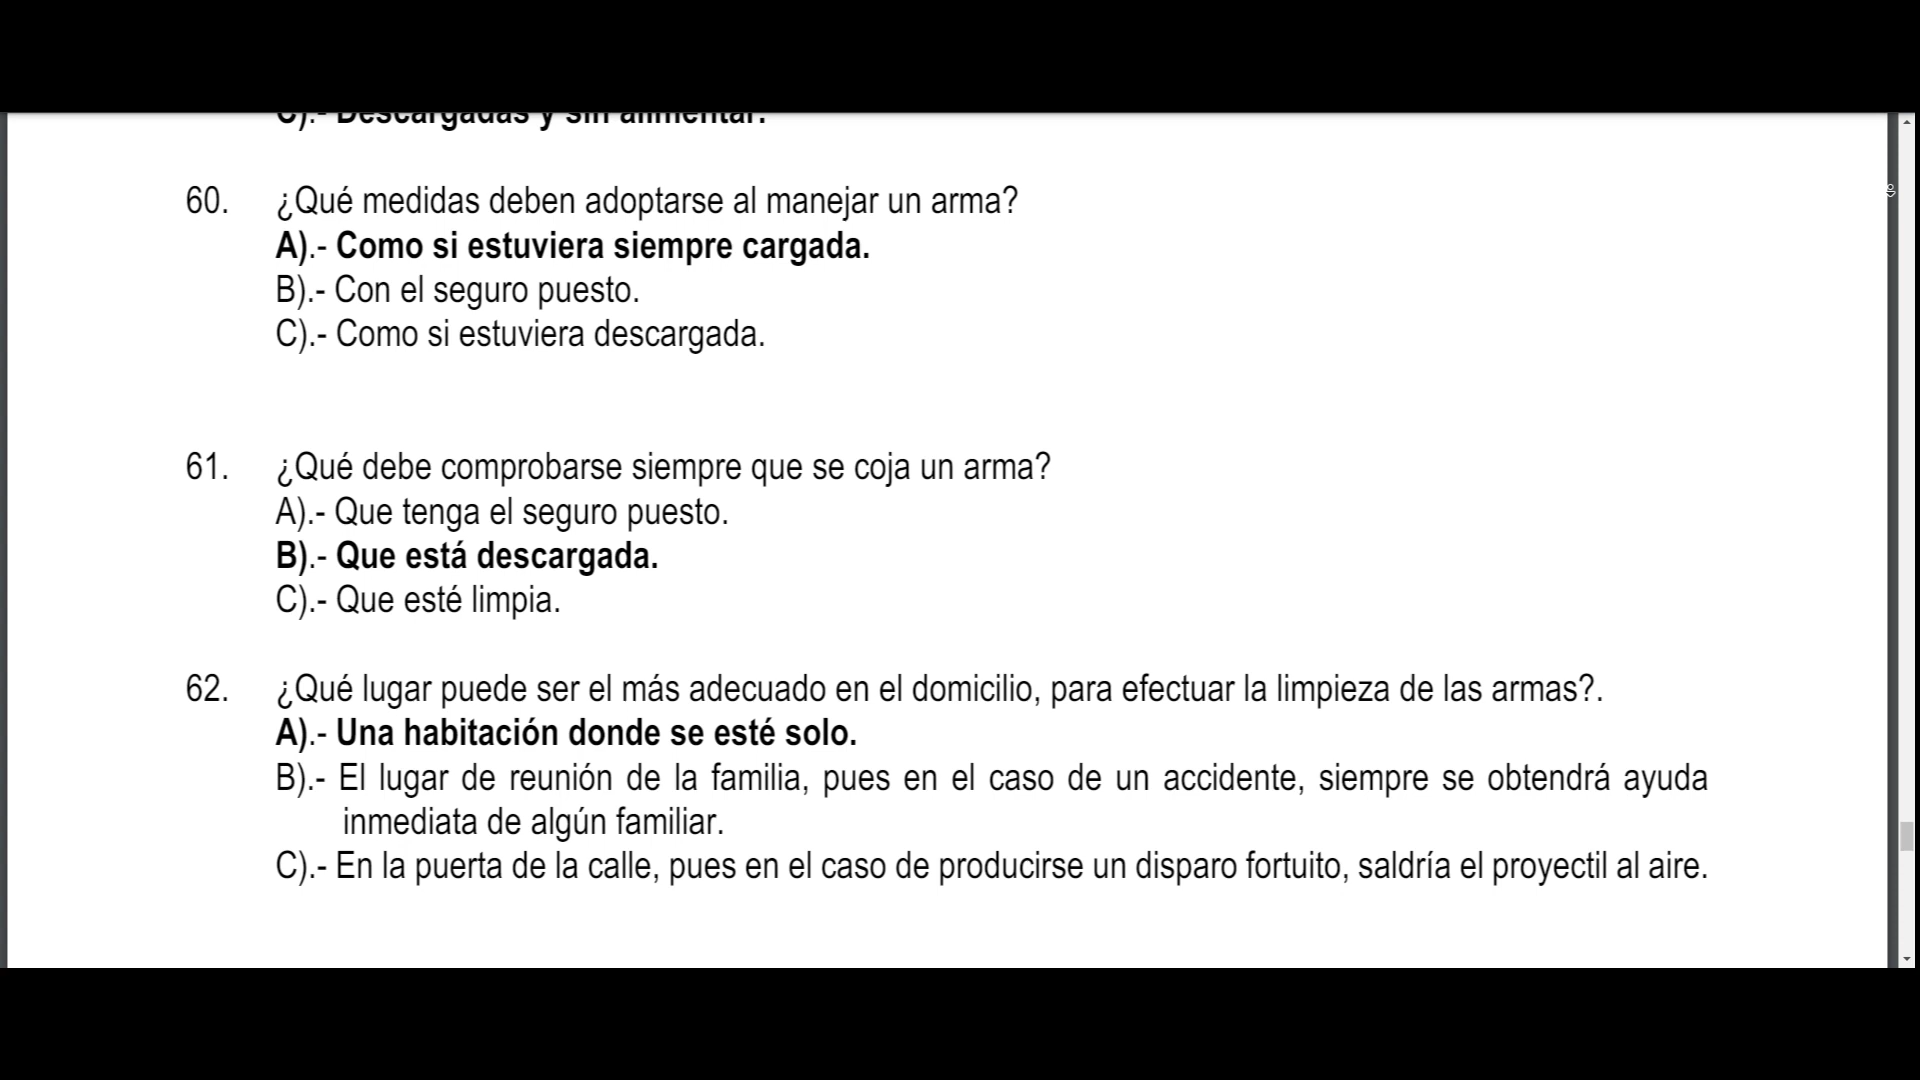 C).- Descargadas y sin alimentar.
60. ¿Qué medidas deben adoptarse al manejar un arma?
A).- Como si estuviera siempre cargada.
B).- Con el seguro puesto.
C).- Como si estuviera descargada.
61. ¿Qué debe comprobarse siempre que se coja un arma?
A).- Que tenga el seguro puesto.
B).- Que está descargada.
C).- Que esté limpia.
62. ¿Qué lugar puede ser el más adecuado en el domicilio, para efectuar la limpieza de las armas?.
A).- Una habitación donde se esté solo.
B).- El lugar de reunión de la familia, pues en el caso de un accidente, siempre se obtendrá ayuda
inmediata de algún familiar.
C).- En la puerta de la calle, pues en el caso de producirse un disparo fortuito, saldría el proyectil al aire.